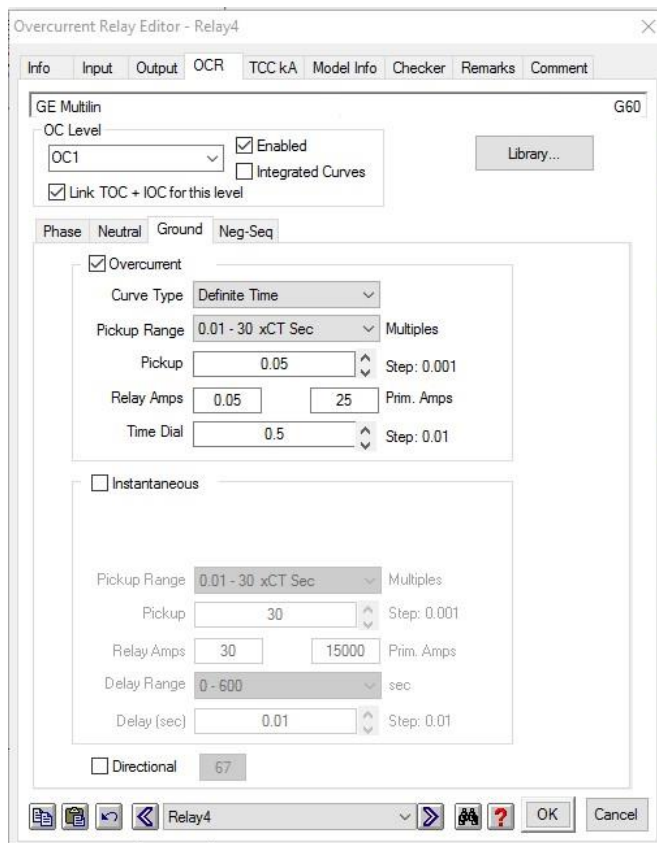 Overcurrent Relay Editor - Relay4
Info Input Output OCR TCC kA Model Info Checker Remarks Comment
GE Multilin G60
OC Level
OC1
Enabled
Integrated Curves
Library...
Link TOC + IOC for this level
Phase Neutral Ground Neg-Seq
Overcurrent
Curve Type Definite Time
Pickup Range 0.01 - 30 xCT Sec Multiples
Pickup 0.05 Step: 0.001
Relay Amps 0.05 25 Prim. Amps
Time Dial 0.5 Step: 0.01
Instantaneous
Pickup Range 0.01 - 30 xCT Sec Multiples
Pickup 30 Step: 0.001
Relay Amps 30 15000 Prim. Amps
Delay Range 0 - 600 sec
Delay (sec) 0.01 Step: 0.01
Directional 67
Relay4 ? OK Cancel